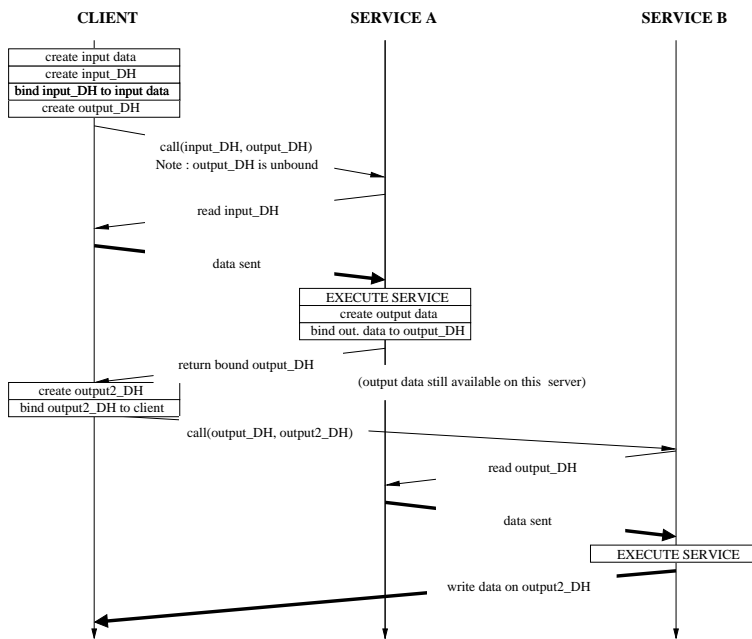 CLIENT
SERVICE A
SERVICE B
create input data
create input_DH
bind input_DH to input data
create output_DH
call(input_DH, output_DH)
Note : output_DH is unbound
read input_DH
data sent
EXECUTE SERVICE
create output data
bind out. data to output_DH
return bound output_DH
(output data still available on this server)
create output2_DH
bind output2_DH to client
call(output_DH, output2_DH)
read output_DH
data sent
EXECUTE SERVICE
write data on output2_DH